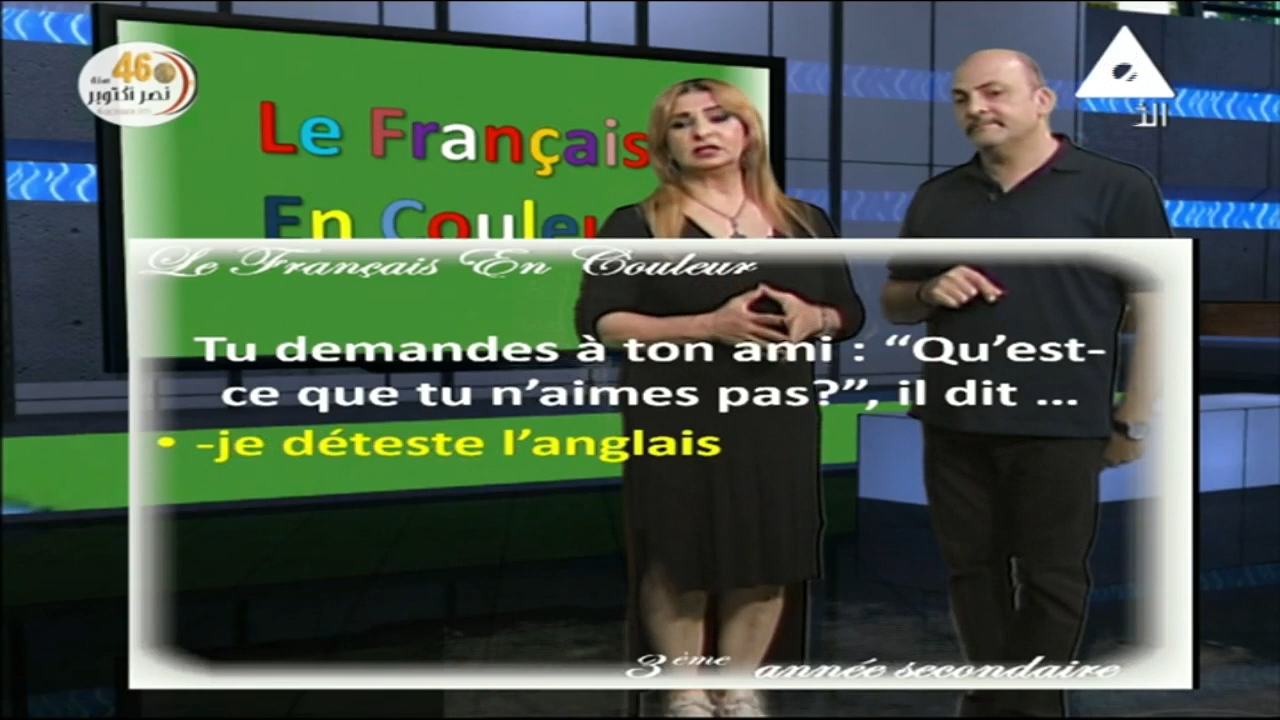 46
سنة
نصر أكتوبر
Le Français
En Couleu
Le Français En Couleur
Tu demandes à ton ami : “Qu’est-
ce que tu n’aimes pas?”, il dit ...
• -je déteste l’anglais
3ème année secondaire